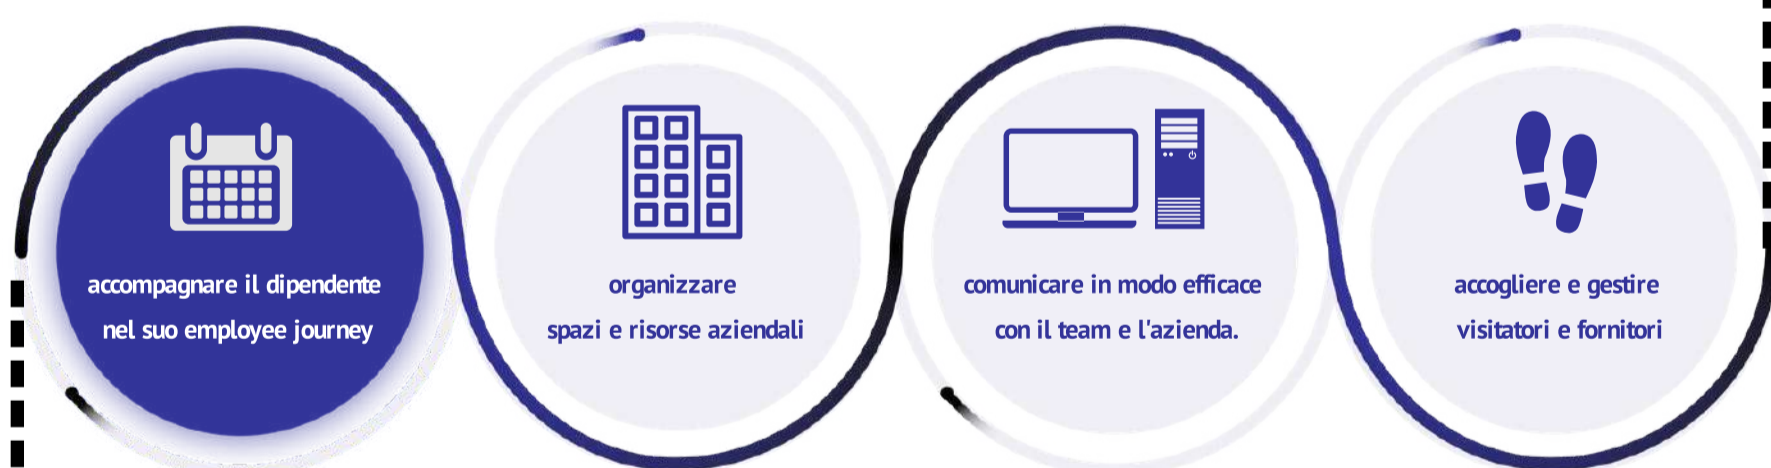 accompagnare il dipendente
nel suo employee journey
organizzare
spazi e risorse aziendali
comunicare in modo efficace
con il team e l'azienda.
accogliere e gestire
visitatori e fornitori